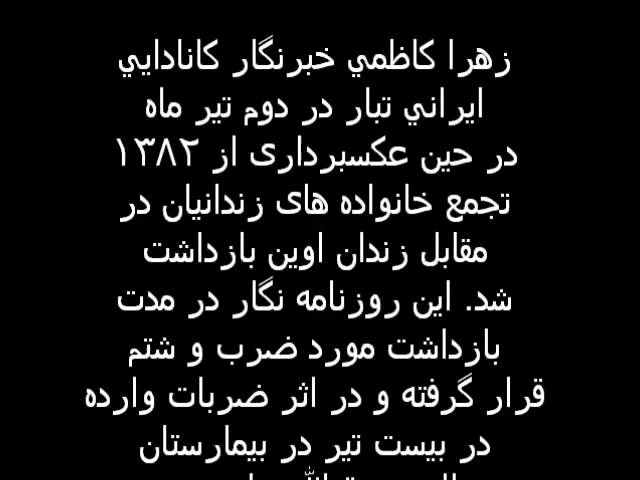 زهرا کاظمي خبرنگار کانادايي
ايراني تبار در دوم تير ماه
۱۳۸۲ در حين عکسبرداری از
تجمع خانواده های زندانيان در
مقابل زندان اوين بازداشت
شد. اين روزنامه نگار در مدت
بازداشت مورد ضرب و شتم
قرار گرفته و در اثر ضربات وارده
در بيست تير در بيمارستان